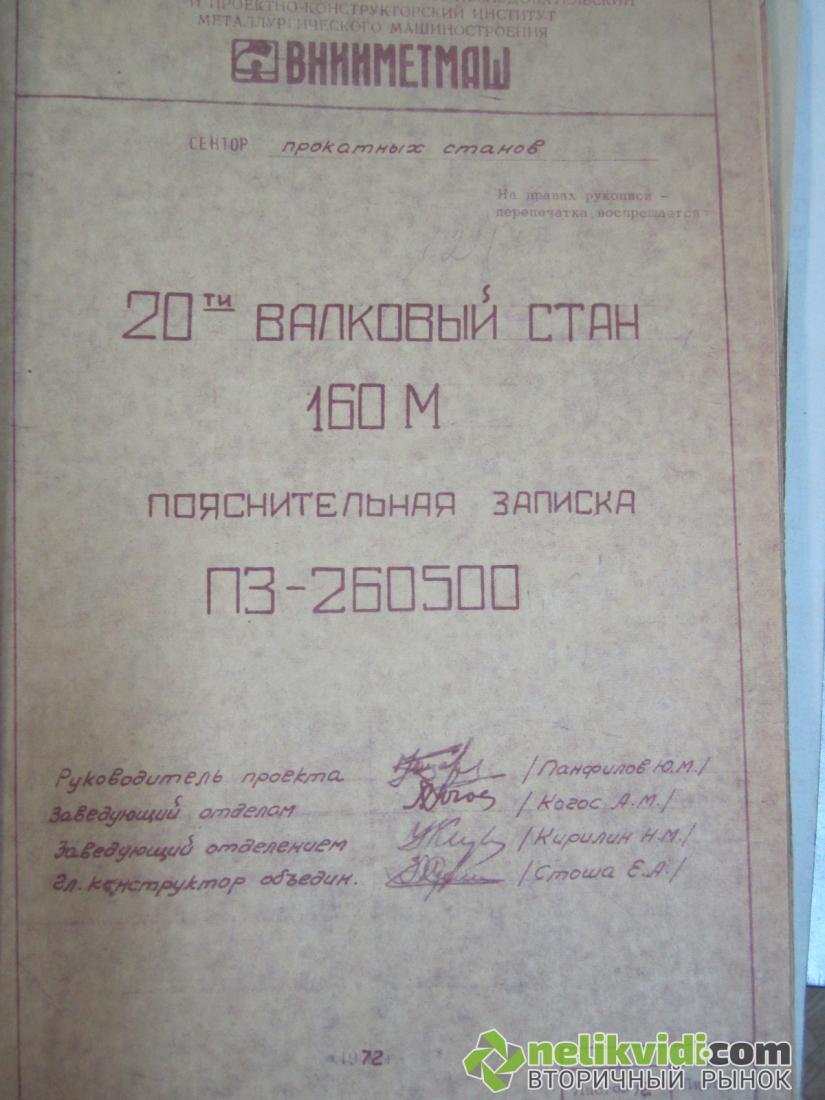 И ПРОЕКТНО-КОНСТРУКТОРСКИЙ ИНСТИТУТ
МЕТАЛЛУРГИЧЕСКОГО МАШИНОСТРОЕНИЯ
ВНИИМЕТМАШ
СЕКТОР прокатных станов
На правах рукописи -
перепечатка воспрещается
20ти ВАЛКОВЫЙ СТАН
160 М
ПОЯСНИТЕЛЬНАЯ ЗАПИСКА
ПЗ-260500
Руководитель проекта /Панфилов Ю.М./
Заведующий отделам /Когос А.М./
Заведующий отделением /Кирилин Н.М./
Гл. конструктор объедин. /Стоша Е.А/
1972
nelikvidi.com
ВТОРИЧНЫЙ РЫНОК